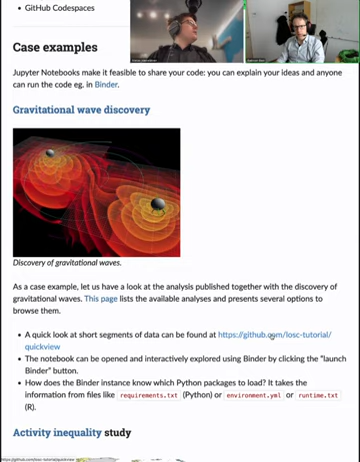 • GitHub Codespaces
Case examples
Jupyter Notebooks make it feasible to share your code: you can explain your ideas and anyone
can run the code eg. in Binder.
Gravitational wave discovery
Discovery of gravitational waves.
As a case example, let us have a look at the analysis published together with the discovery of
gravitational waves. This page lists the available analyses and presents several options to
browse them.
• A quick look at short segments of data can be found at https://github.com/losc-tutorial/
quickview
• The notebook can be opened and interactively explored using Binder by clicking the "launch
Binder" button.
• How does the Binder instance know which Python packages to load? It takes the
information from files like requirements.txt (Python) or environment.yml or runtime.txt
(R).
Activity inequality study
https://github.com/losc-tutorial/quickview